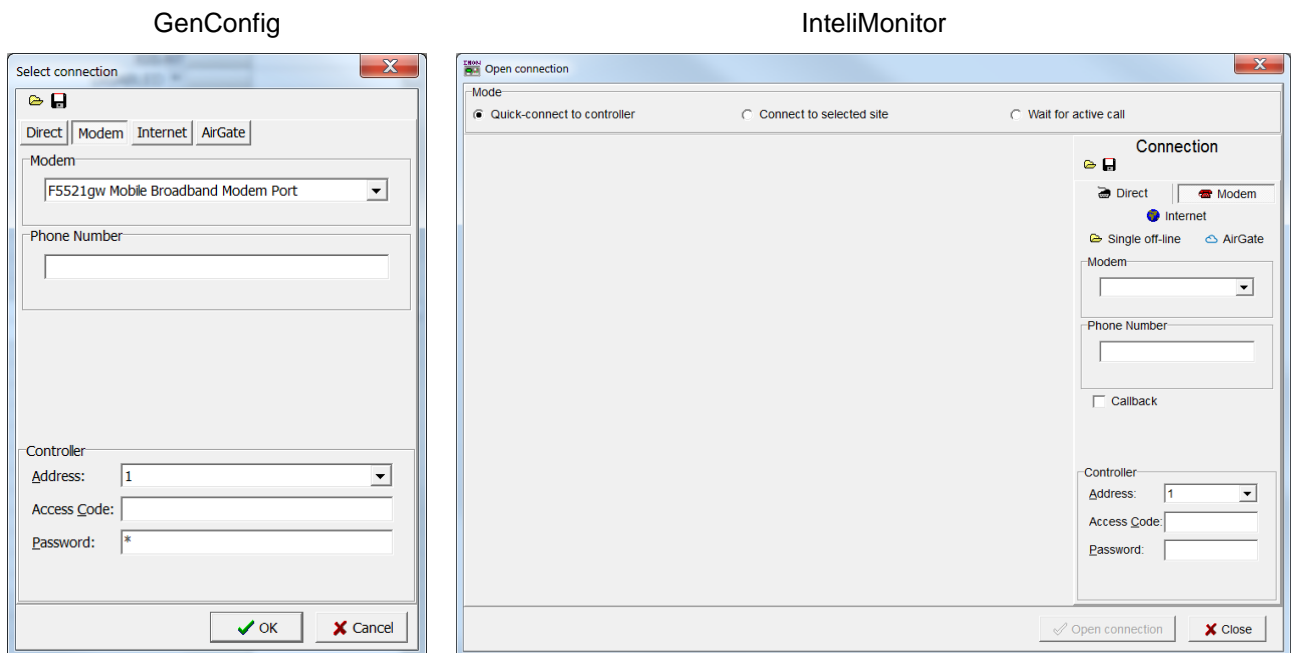 GenConfig
InteliMonitor
Select connection
Direct Modem Internet AirGate
Modem
F5521gw Mobile Broadband Modem Port
Phone Number
Controller
Address: 1
Access Code:
Password: *
OK Cancel
Open connection
Mode
Quick-connect to controller Connect to selected site Wait for active call
Connection
Direct Modem
Internet
Single off-line AirGate
Modem
Phone Number
Callback
Controller
Address: 1
Access Code:
Password:
Open connection Close